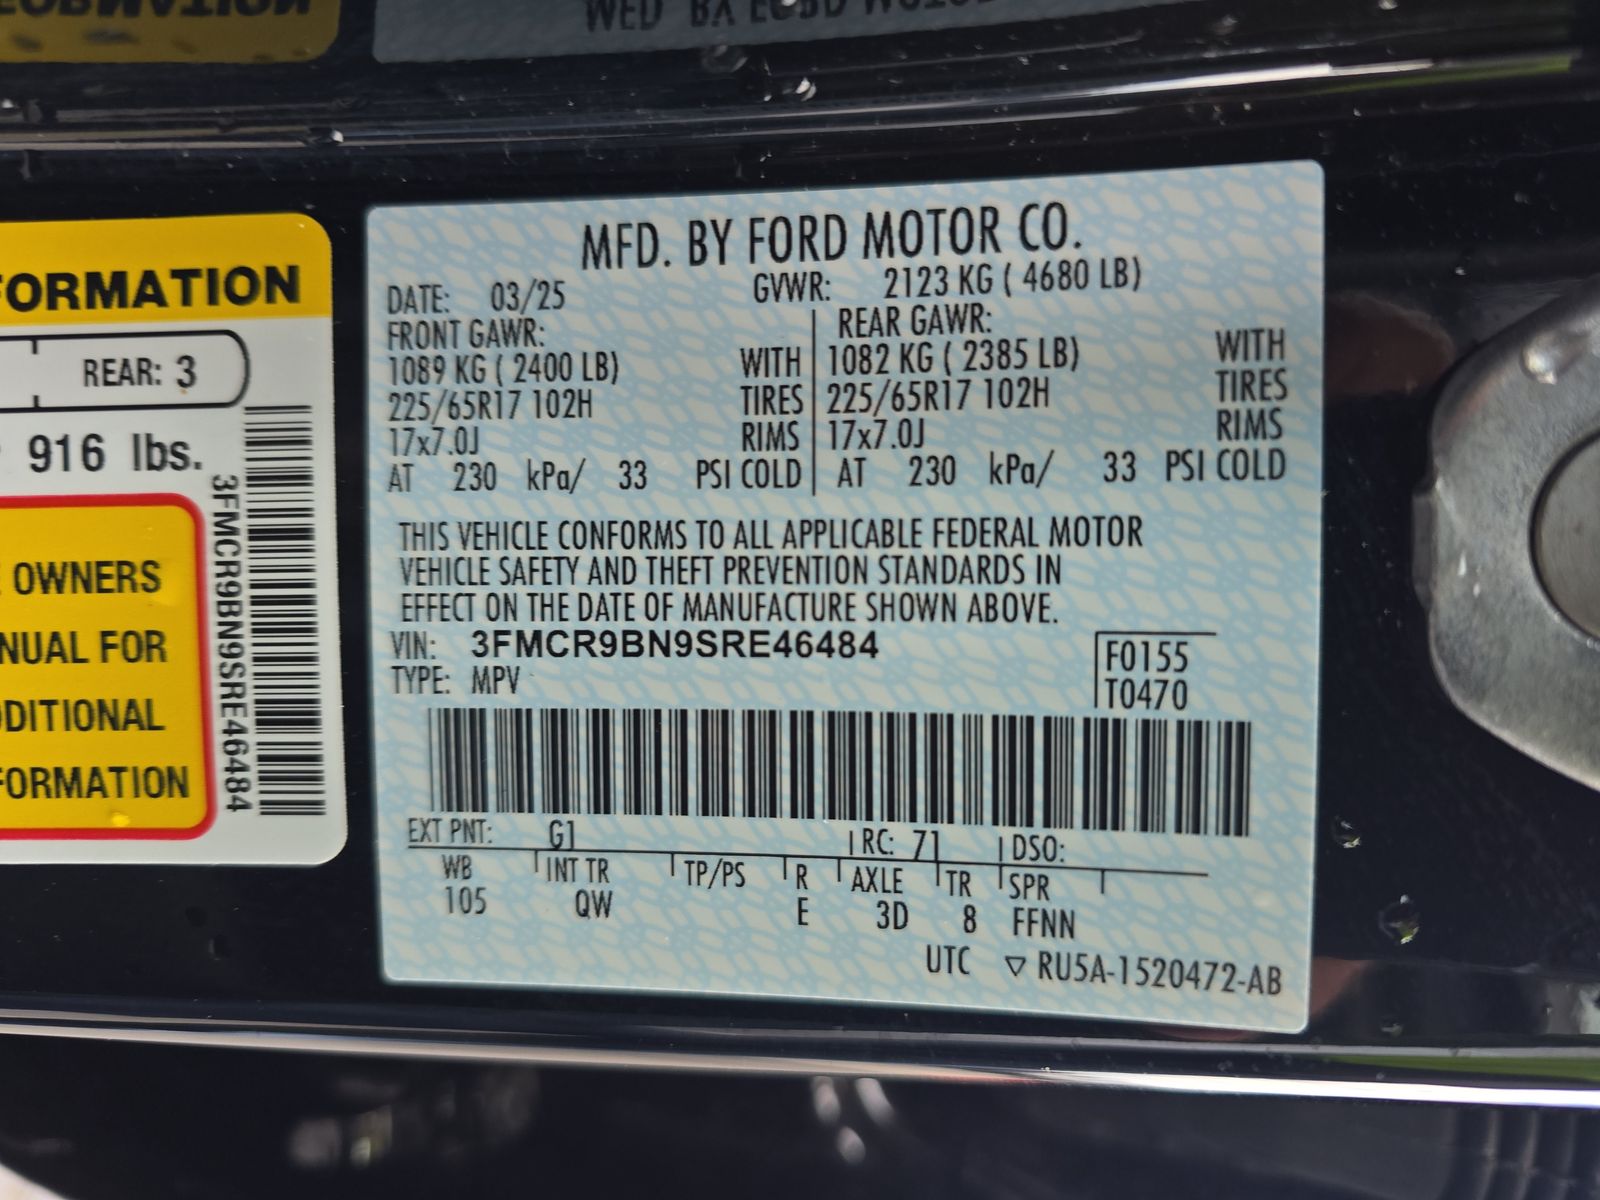 FORMATION
REAR: 3
916 lbs.
OWNERS
NUAL FOR
DITIONAL
FORMATION
3FMCR9BN9SRE46484
MFD. BY FORD MOTOR CO.
DATE: 03/25 GVWR: 2123 KG ( 4680 LB)
FRONT GAWR: REAR GAWR:
1089 KG ( 2400 LB) WITH 1082 KG ( 2385 LB) WITH
225/65R17 102H TIRES 225/65R17 102H TIRES
17x7.0J RIMS 17x7.0J RIMS
AT 230 kPa/ 33 PSI COLD AT 230 kPa/ 33 PSI COLD
THIS VEHICLE CONFORMS TO ALL APPLICABLE FEDERAL MOTOR
VEHICLE SAFETY AND THEFT PREVENTION STANDARDS IN
EFFECT ON THE DATE OF MANUFACTURE SHOWN ABOVE.
VIN: 3FMCR9BN9SRE46484 F0155
TYPE: MPV T0470
EXT PNT: G1 RC: 71 DSO:
WB INT TR TP/PS R AXLE TR SPR
105 QW E 3D 8 FFNN
UTC ▽ RU5A-1520472-AB